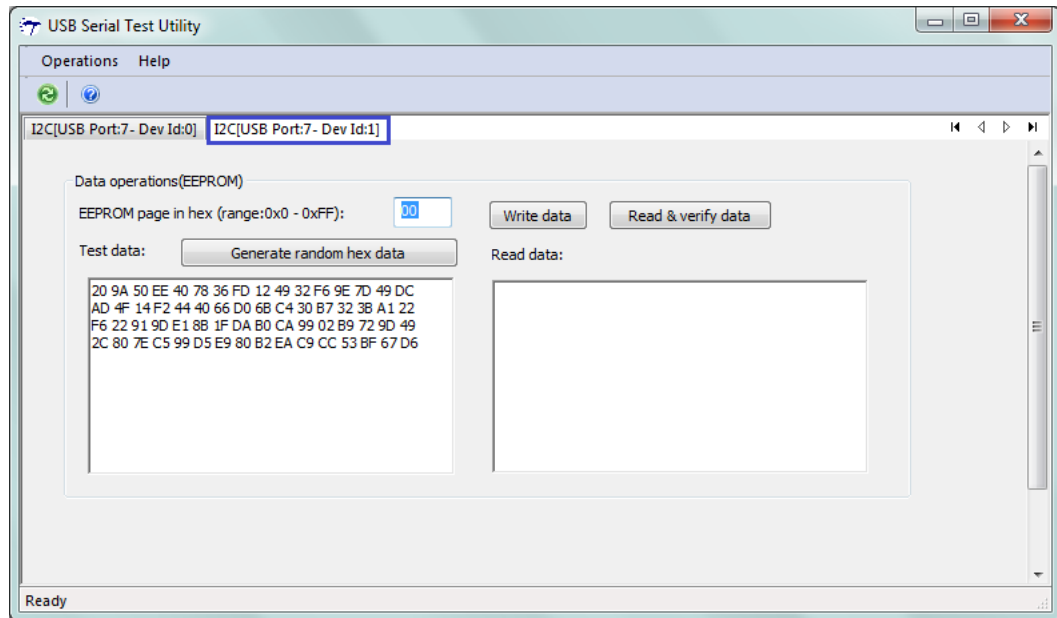 USB Serial Test Utility
Operations Help
I2C[USB Port:7- Dev Id:0] I2C[USB Port:7- Dev Id:1]
Data operations(EEPROM)
EEPROM page in hex (range:0x0 - 0xFF): 00 Write data Read & verify data
Test data: Generate random hex data Read data:
20 9A 50 EE 40 78 36 FD 12 49 32 F6 9E 7D 49 DC
AD 4F 14 F2 44 40 66 D0 6B C4 30 B7 32 3B A1 22
F6 22 91 9D E1 8B 1F DA B0 CA 99 02 B9 72 9D 49
2C 80 7E C5 99 D5 E9 80 B2 EA C9 CC 53 BF 67 D6
Ready